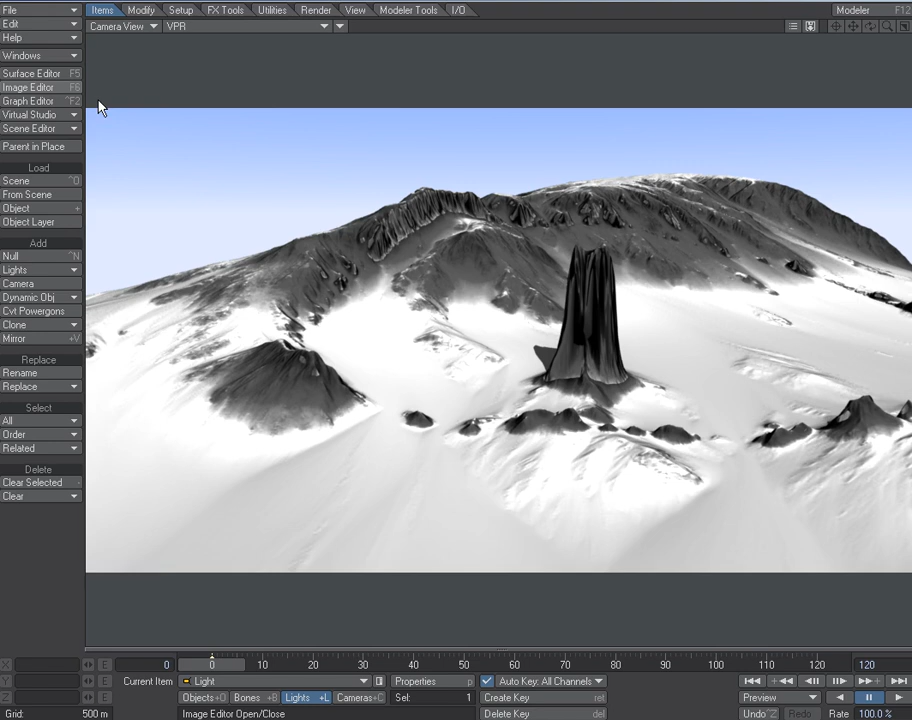 File Items Modify Setup FX Tools Utilities Render View Modeler Tools I/O Modeler F12
Edit
Camera View VPR
Help
Windows
Surface Editor F5
Image Editor F6
Graph Editor ^F2
Virtual Studio
Scene Editor
Parent in Place
Load
Scene ^O
From Scene
Object +
Object Layer
Add
Null ^N
Lights
Camera
Dynamic Obj
Cvt Powergons
Clone
Mirror +V
Replace
Rename
Replace
Select
All
Order
Related
Delete
Clear Selected -
Clear
X E 0 0 10 20 30 40 50 60 70 80 90 100 110 120 120
Y E Current Item Light Properties p Auto Key: All Channels
Z E Objects+O Bones +B Lights +L Cameras+C Sel: 1 Create Key ret Preview
Grid: 500 m Image Editor Open/Close Delete Key del Undo^Z Redo Rate 100.0 %